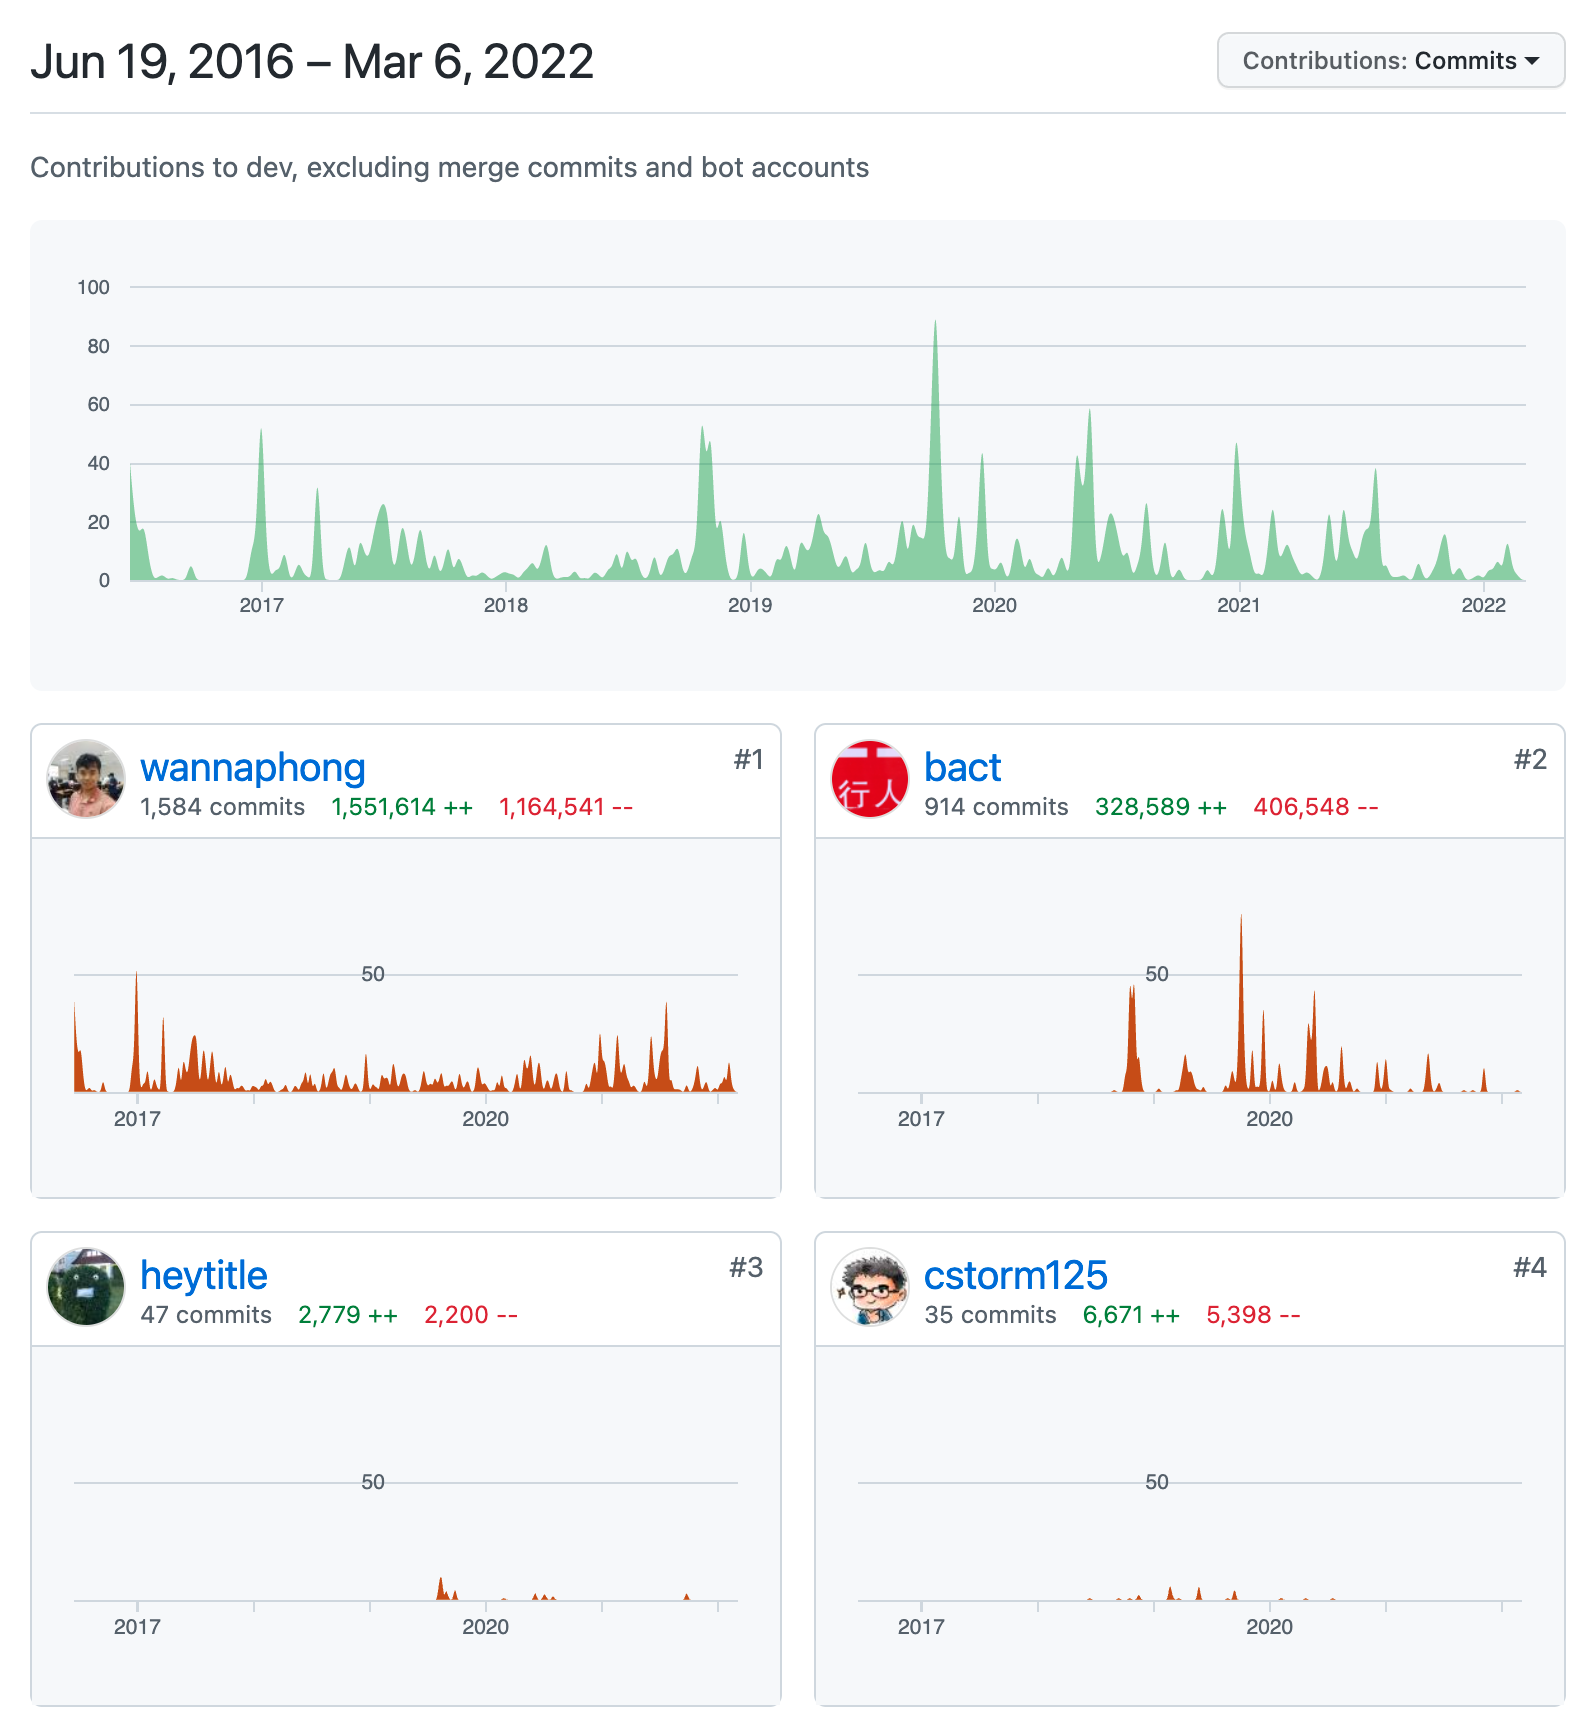 Jun 19, 2016 – Mar 6, 2022
Contributions: Commits
Contributions to dev, excluding merge commits and bot accounts
100
80
60
40
20
0
2017 2018 2019 2020 2021 2022
wannaphong #1
1,584 commits 1,551,614 ++ 1,164,541 --
50
2017 2020
行人
bact #2
914 commits 328,589 ++ 406,548 --
50
2017 2020
heytitle #3
47 commits 2,779 ++ 2,200 --
50
2017 2020
cstorm125 #4
35 commits 6,671 ++ 5,398 --
50
2017 2020